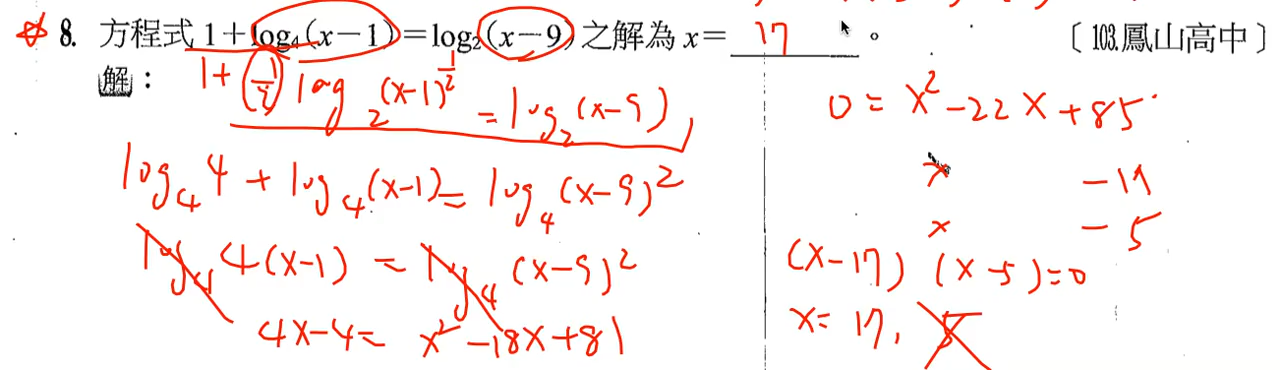 ☆ 8. 方程式 1+log₄(x−1)=log₂(x−9) 之解為 x= 17 。 〔103.鳳山高中〕
解：
1+ (1/2) log₂(x-1)^(1/2) = log₂(x-9)
log₄4 + log₄(x-1) = log₄(x-9)²
log₄ 4(x-1) = log₄ (x-9)²
4x-4 = x²-18x+81
0 = x²-22x+85
x -17
x -5
(x-17) (x-5)=0
x= 17, 5